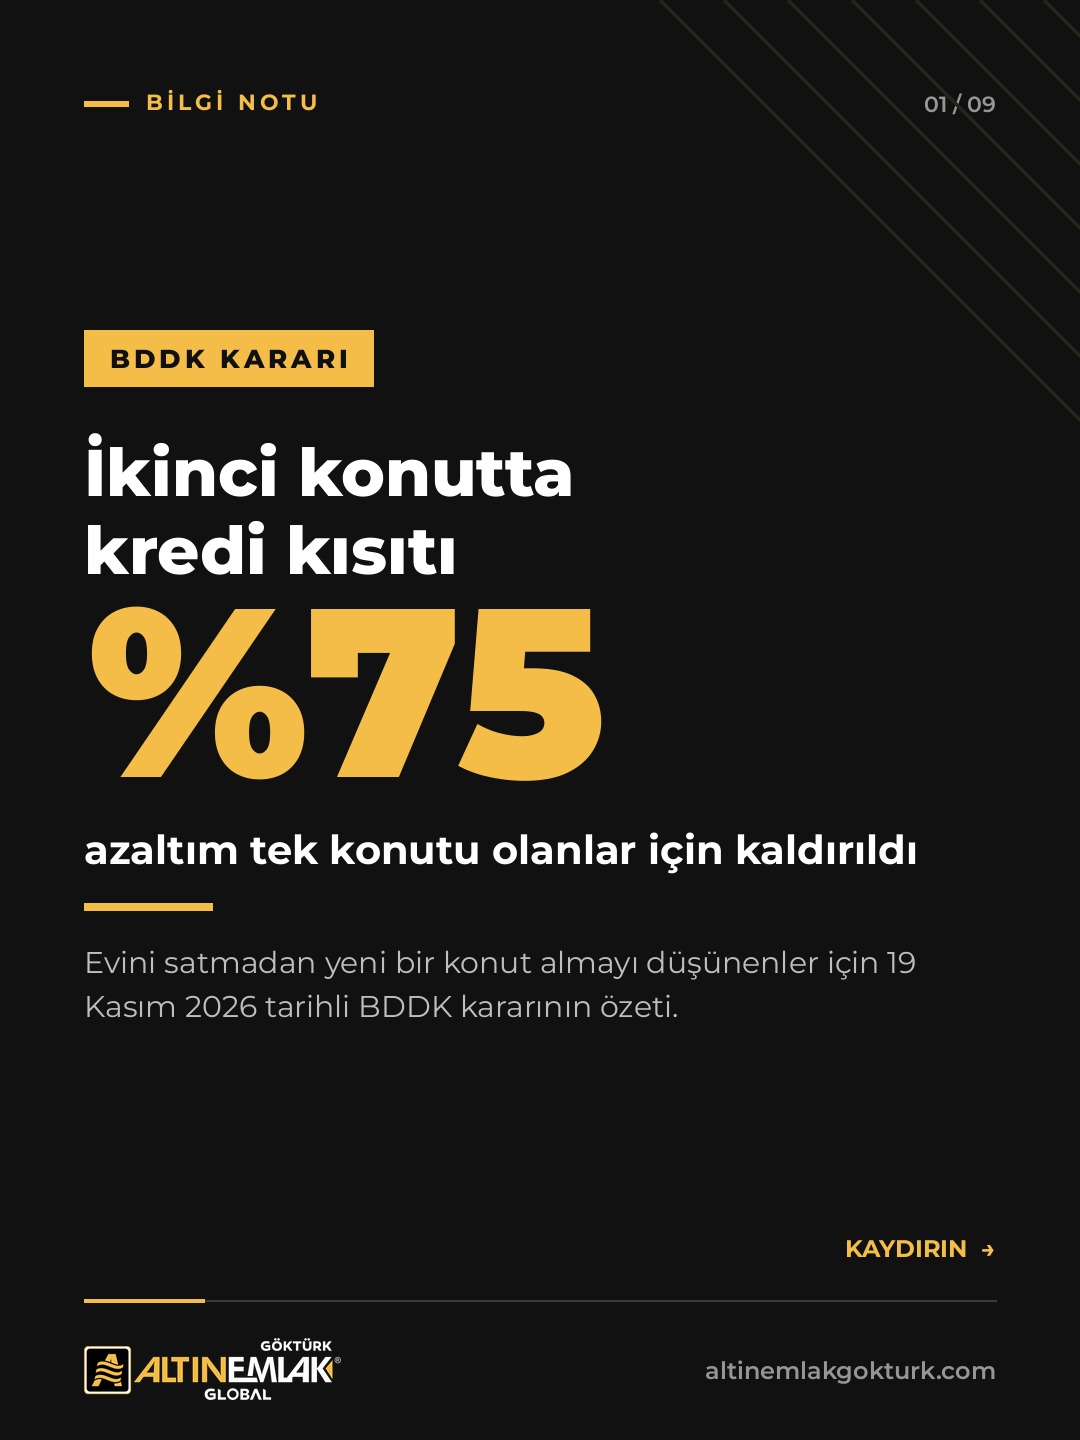 BİLGİ NOTU
01 / 09
BDDK KARARI
İkinci konutta
kredi kısıtı
%75
azaltım tek konutu olanlar için kaldırıldı
Evini satmadan yeni bir konut almayı düşünenler için 19
Kasım 2026 tarihli BDDK kararının özeti.
KAYDIRIN →
GÖKTÜRK
ALTINEMLAK®
GLOBAL
altinemlakgokturk.com